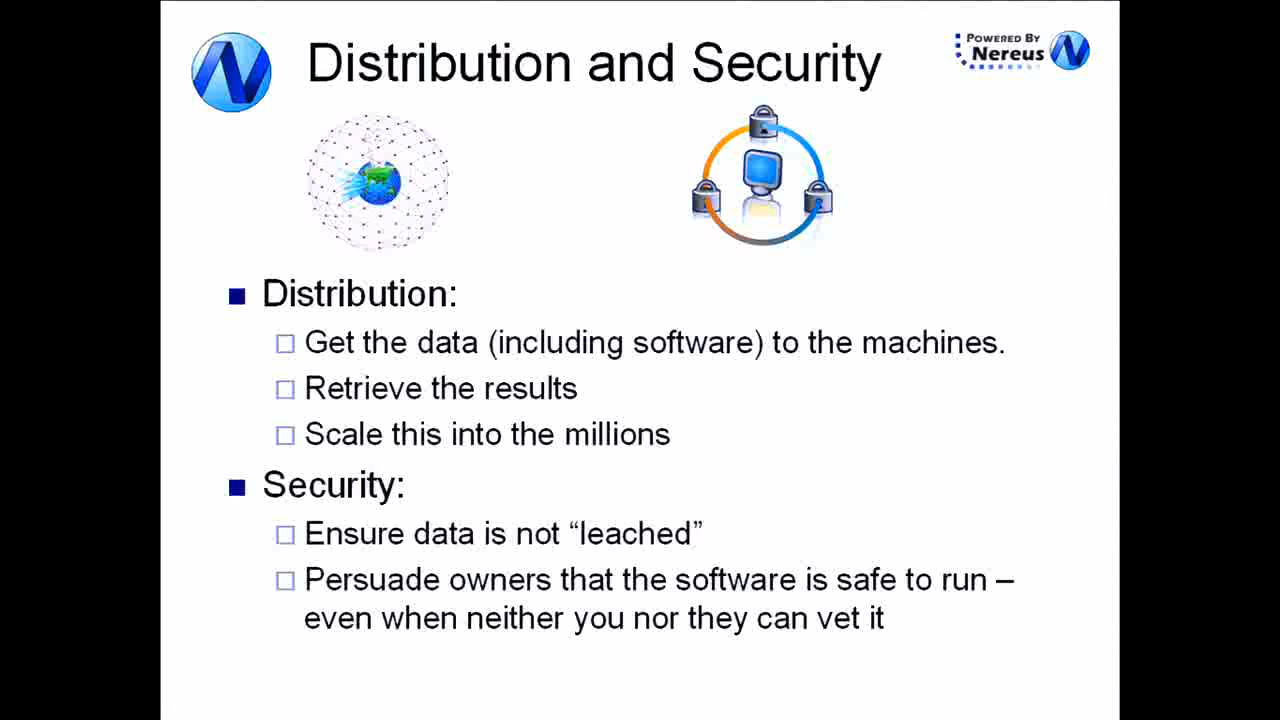 Distribution and Security
POWERED BY
Nereus
Distribution:
Get the data (including software) to the machines.
Retrieve the results
Scale this into the millions
Security:
Ensure data is not “leached”
Persuade owners that the software is safe to run –
even when neither you nor they can vet it